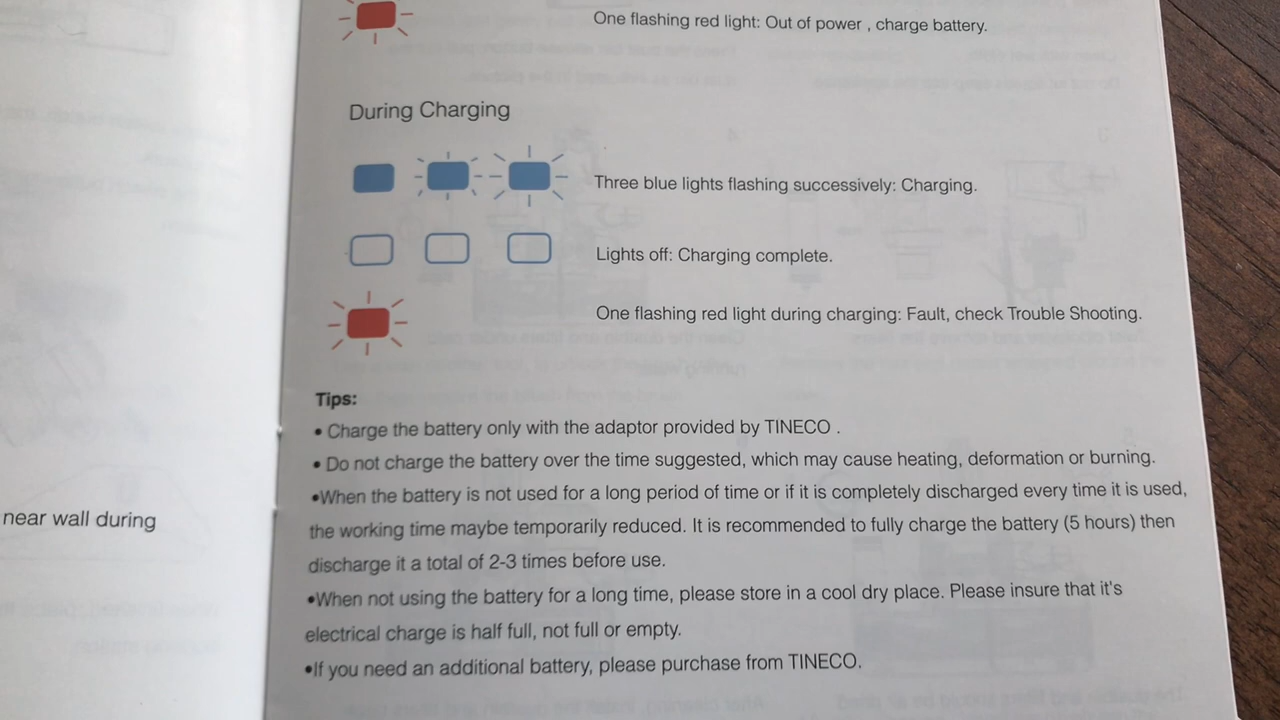 One flashing red light: Out of power , charge battery.
During Charging
Three blue lights flashing successively: Charging.
Lights off: Charging complete.
One flashing red light during charging: Fault, check Trouble Shooting.
Tips:
• Charge the battery only with the adaptor provided by TINECO .
• Do not charge the battery over the time suggested, which may cause heating, deformation or burning.
•When the battery is not used for a long period of time or if it is completely discharged every time it is used,
the working time maybe temporarily reduced. It is recommended to fully charge the battery (5 hours) then
discharge it a total of 2-3 times before use.
•When not using the battery for a long time, please store in a cool dry place. Please insure that it's
electrical charge is half full, not full or empty.
•If you need an additional battery, please purchase from TINECO.
near wall during